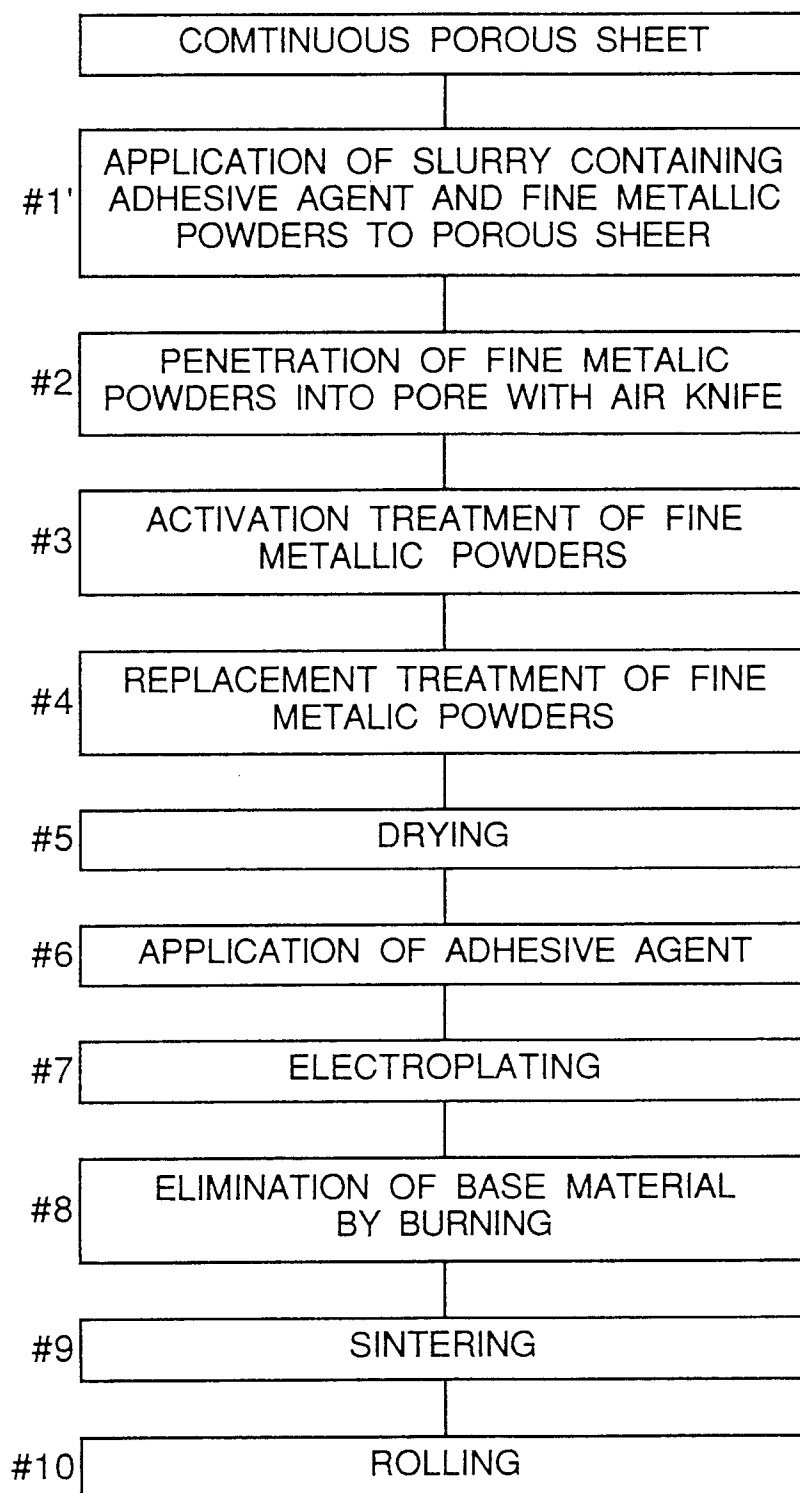 COMTINUOUS POROUS SHEET
#1'
APPLICATION OF SLURRY CONTAINING
ADHESIVE AGENT AND FINE METALLIC
POWDERS TO POROUS SHEER
#2
PENETRATION OF FINE METALIC
POWDERS INTO PORE WITH AIR KNIFE
#3
ACTIVATION TREATMENT OF FINE
METALLIC POWDERS
#4
REPLACEMENT TREATMENT OF FINE
METALIC POWDERS
#5
DRYING
#6
APPLICATION OF ADHESIVE AGENT
#7
ELECTROPLATING
#8
ELIMINATION OF BASE MATERIAL
BY BURNING
#9
SINTERING
#10
ROLLING